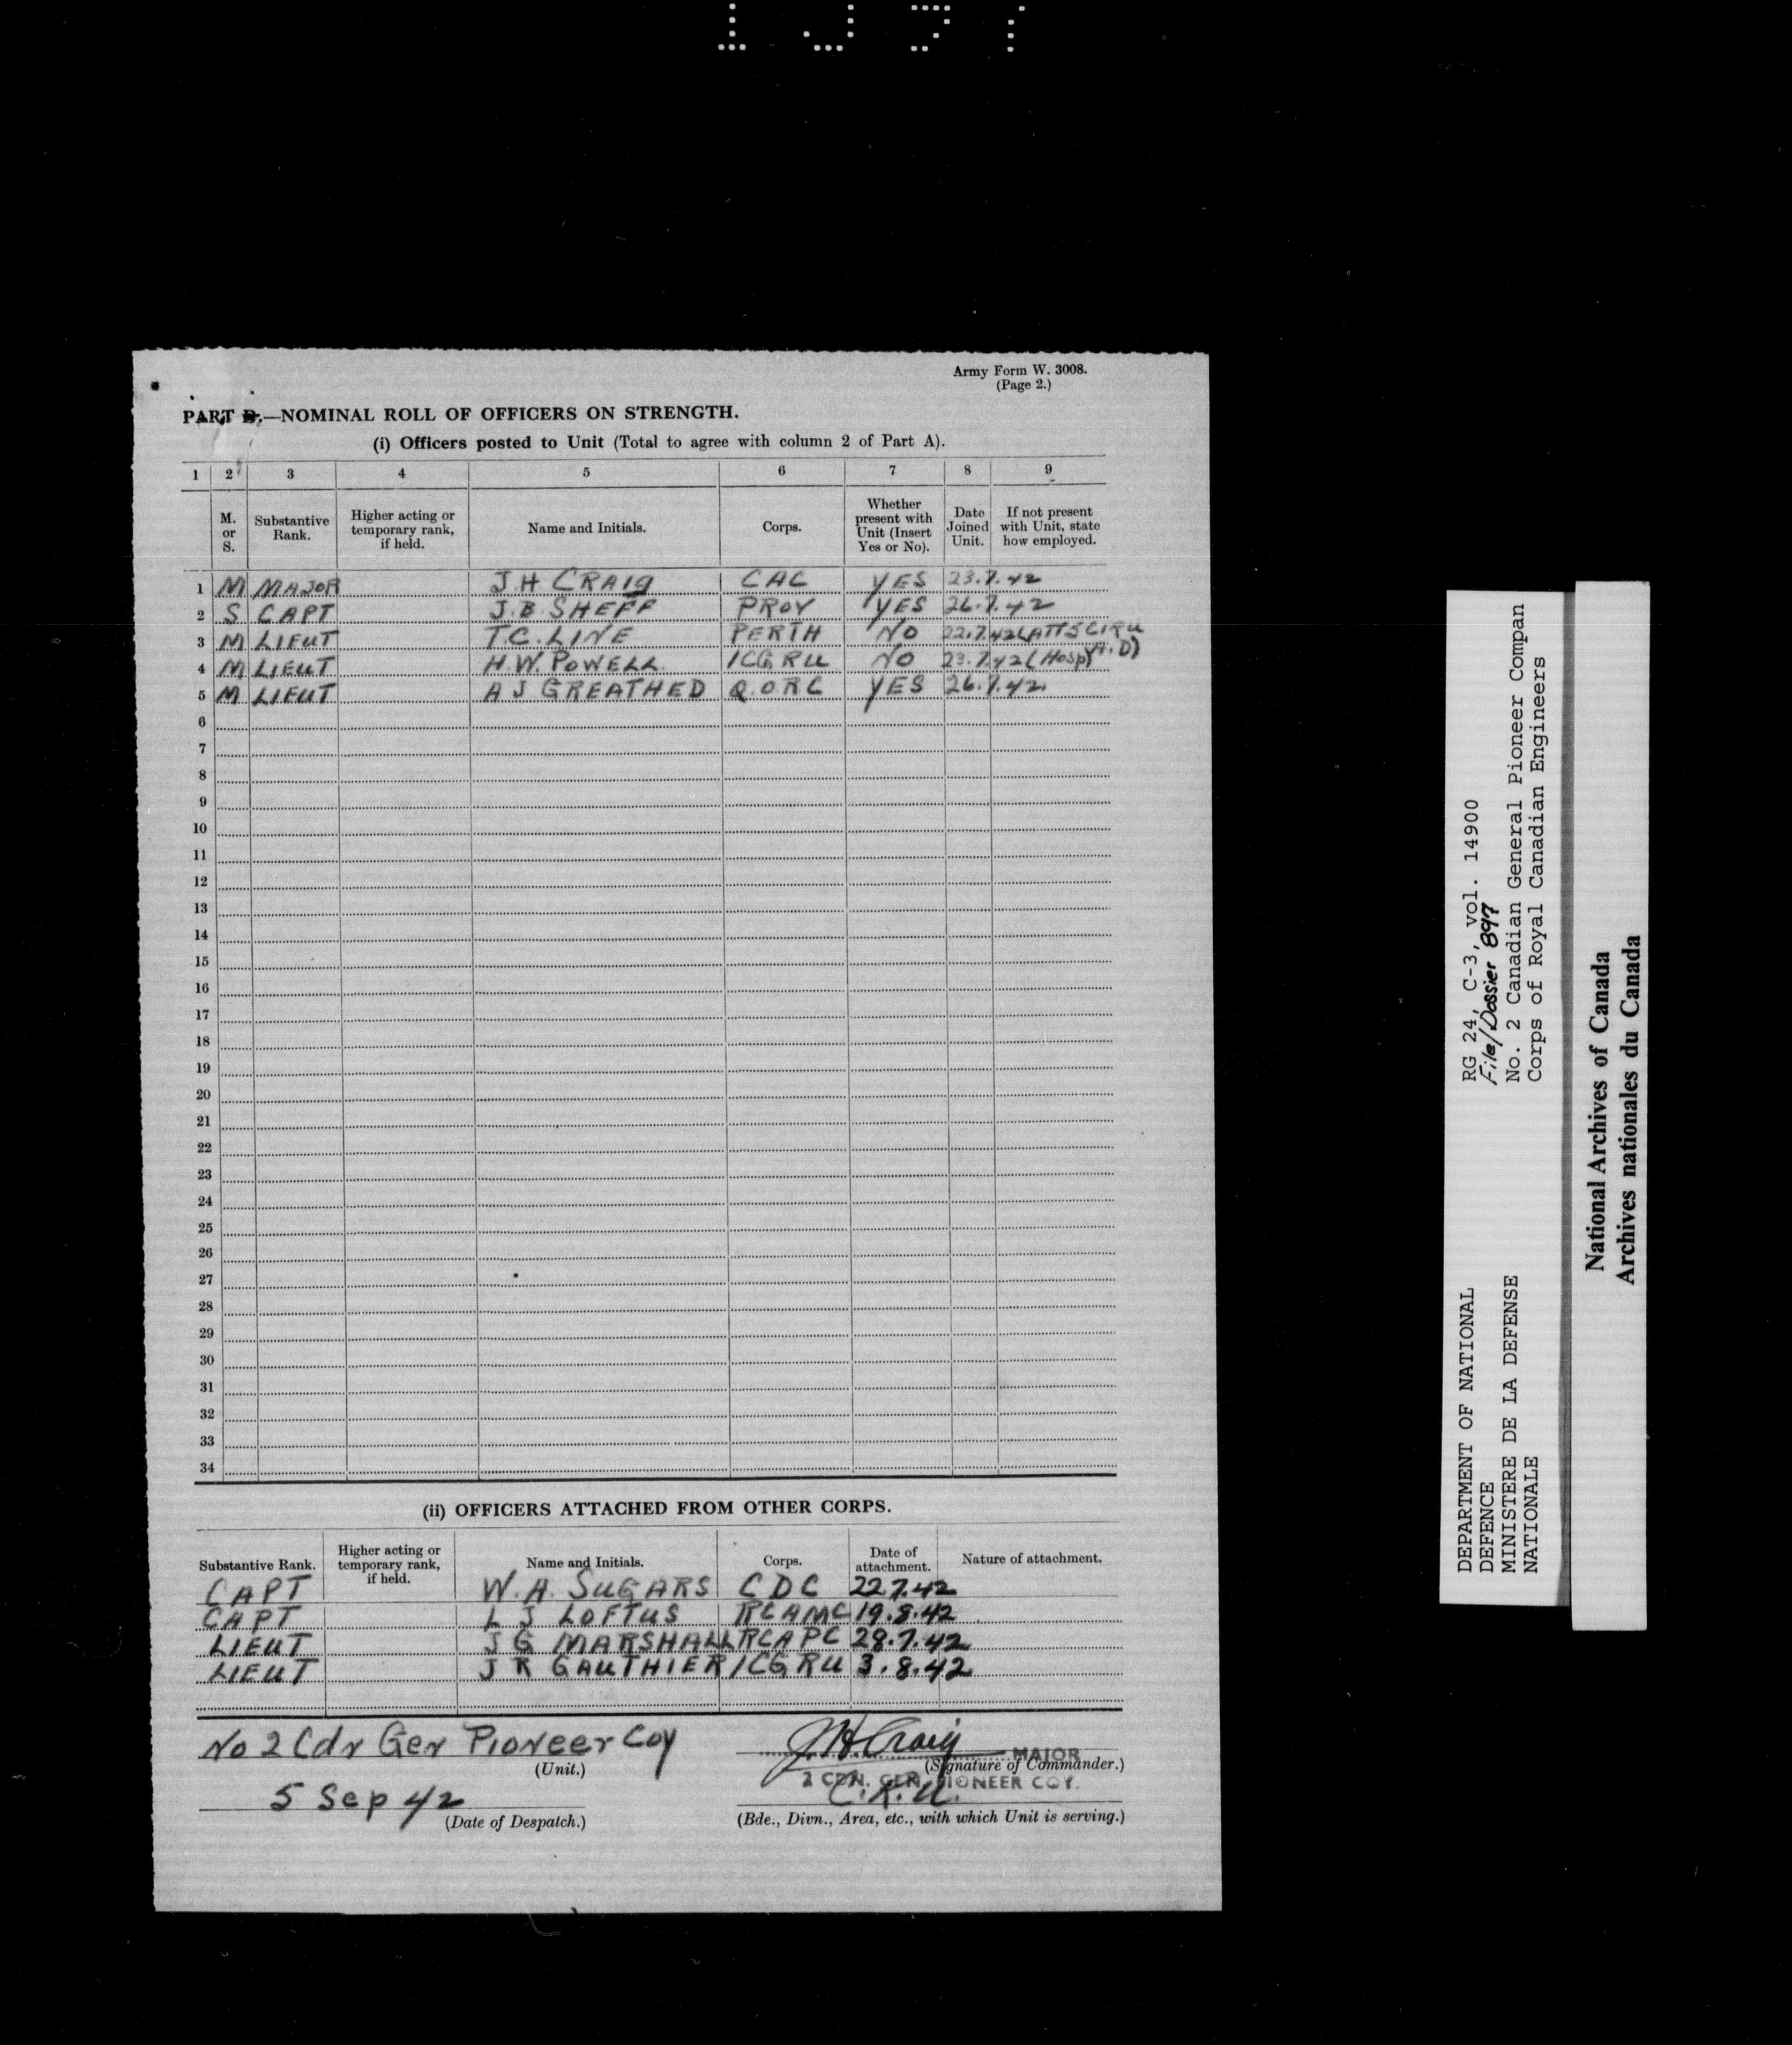 Army Form W. 3008.
(Page 2.)
PART B.—NOMINAL ROLL OF OFFICERS ON STRENGTH.
(i) Officers posted to Unit (Total to agree with column 2 of Part A).
1 2 3 4 5 6 7 8 9
M. or S. Substantive Rank. Higher acting or temporary rank, if held. Name and Initials. Corps. Whether present with Unit (Insert Yes or No). Date Joined Unit. If not present with Unit, state how employed.
1 M MAJOR J.H CRAIG CAC YES 23.7.42
2 S CAPT J.B. SHEFF PROV YES 26.7.42
3 M LIEUT T.C. LINE PERTH NO 22.7.42 (ATTS CIRU
4 M LIEUT H.W. POWELL 1CGRU NO 23.7.42 (Hosp)
5 M LIEUT A J GREATHED Q.O.R.C YES 26.7.42
6
7
8
9
10
11
12
13
14
15
16
17
18
19
20
21
22
23
24
25
26
27
28
29
30
31
32
33
34
(ii) OFFICERS ATTACHED FROM OTHER CORPS.
Substantive Rank. Higher acting or temporary rank, if held. Name and Initials. Corps. Date of attachment. Nature of attachment.
CAPT W.A. SUGARS CDC 22.7.42
CAPT L J LOFTUS RCAMC 19.8.42
LIEUT J G MARSHALL RCAPC 28.7.42
LIEUT J R GAUTHIER 1CGRU 3.8.42
No 2 Cdn Gen Pioneer Coy
(Unit.)
5 Sep 42
(Date of Despatch.)
JH Craig MAJOR
(Signature of Commander.)
2 CDN. GEN. PIONEER COY.
C.R.U.
(Bde., Divn., Area, etc., with which Unit is serving.)
DEPARTMENT OF NATIONAL
DEFENCE
MINISTERE DE LA DEFENSE
NATIONALE
RG 24, C-3, vol. 14900
File/Dossier 897
No. 2 Canadian General Pioneer Compan
Corps of Royal Canadian Engineers
National Archives of Canada
Archives nationales du Canada